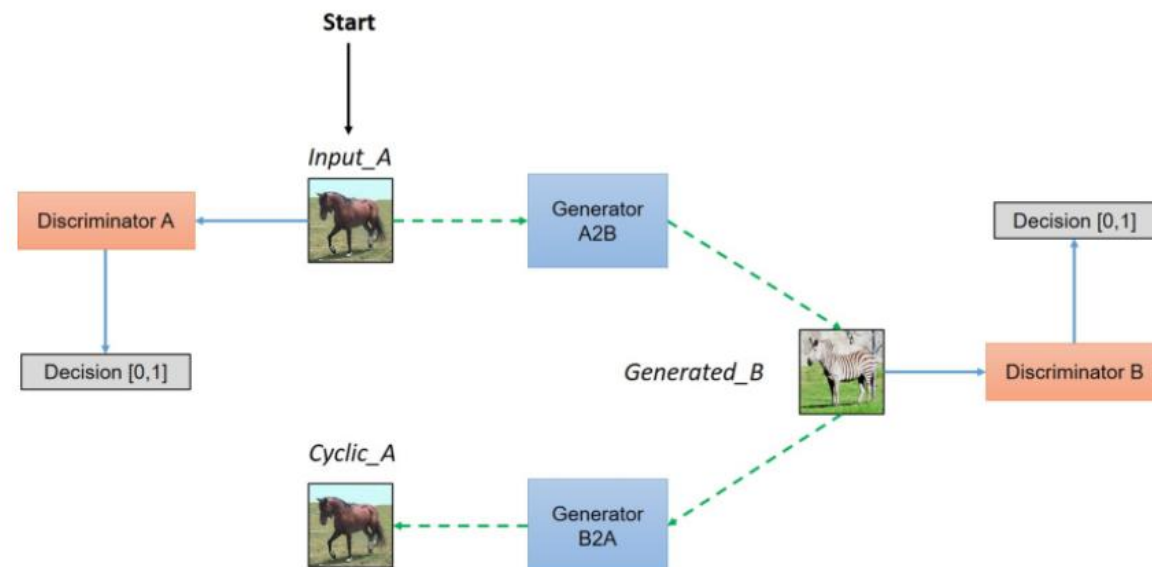 Start
Input_A
Discriminator A
Generator
A2B
Decision [0,1]
Decision [0,1]
Generated_B
Discriminator B
Cyclic_A
Generator
B2A